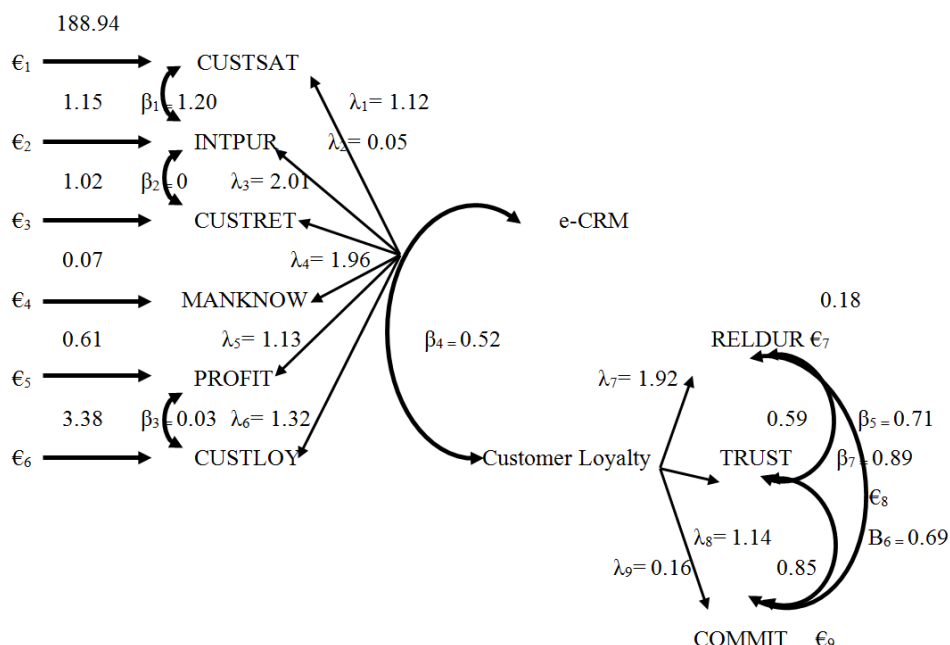 188.94
€₁ CUSTSAT
1.15 β₁ = 1.20 λ₁= 1.12
€₂ INTPUR λ₂= 0.05
1.02 β₂ = 0 λ₃= 2.01
€₃ CUSTRET e-CRM
0.07 λ₄= 1.96
€₄ MANKNOW 0.18
0.61 λ₅= 1.13 β₄ = 0.52 RELDUR €₇
€₅ PROFIT λ₇= 1.92
3.38 β₃ = 0.03 λ₆= 1.32 0.59 β₅ = 0.71
€₆ CUSTLOY Customer Loyalty TRUST β₇ = 0.89
€₈
λ₈= 1.14 B₆ = 0.69
λ₉= 0.16 0.85
COMMIT €₉